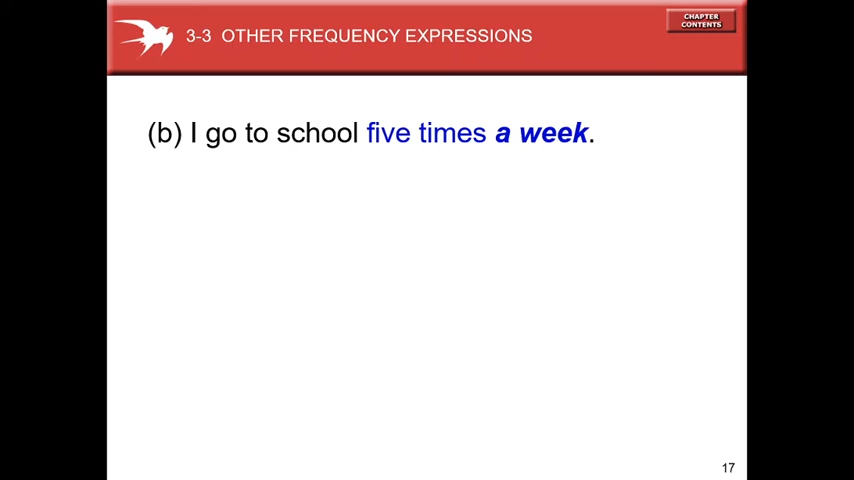 3-3 OTHER FREQUENCY EXPRESSIONS
CHAPTER
CONTENTS
(b) I go to school five times a week.
17